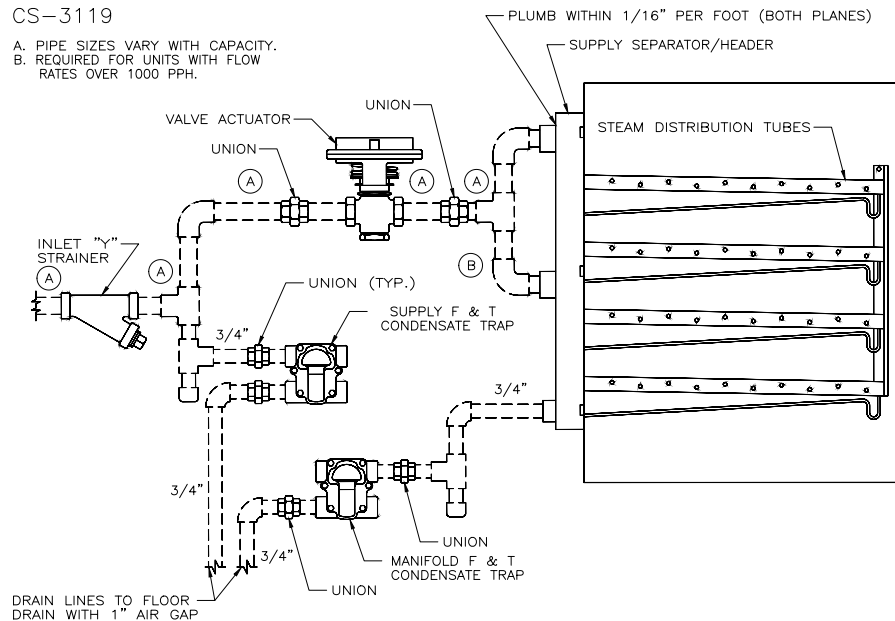 CS-3119
A. PIPE SIZES VARY WITH CAPACITY.
B. REQUIRED FOR UNITS WITH FLOW
RATES OVER 1000 PPH.
PLUMB WITHIN 1/16" PER FOOT (BOTH PLANES)
SUPPLY SEPARATOR/HEADER
UNION
VALVE ACTUATOR
STEAM DISTRIBUTION TUBES
UNION
A
A
A
INLET "Y"
STRAINER
A
A
B
UNION (TYP.)
SUPPLY F & T
CONDENSATE TRAP
3/4"
3/4"
3/4"
UNION
3/4"
MANIFOLD F & T
CONDENSATE TRAP
UNION
DRAIN LINES TO FLOOR
DRAIN WITH 1" AIR GAP